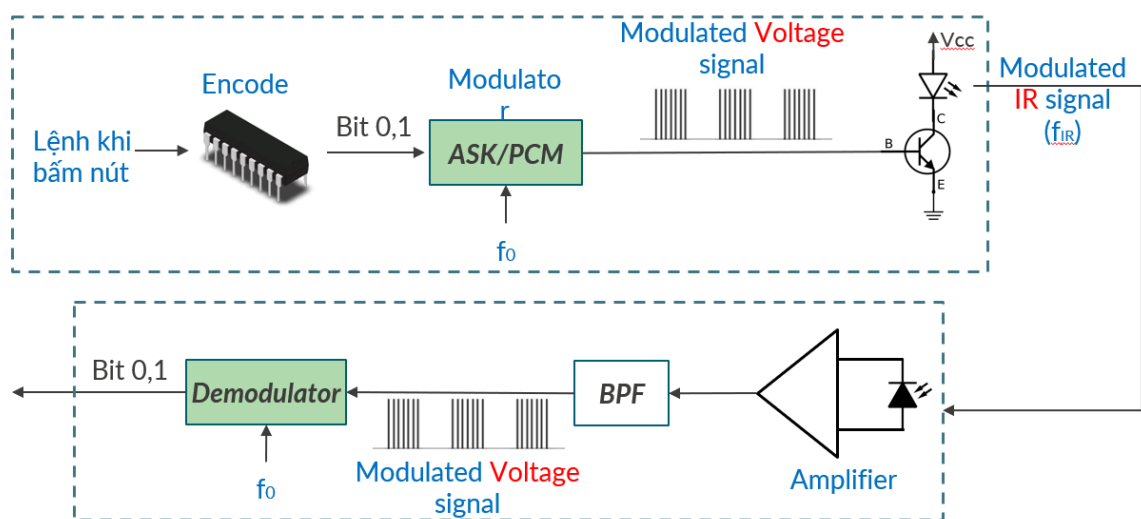 Encode
Lệnh khi
bấm nút
Bit 0,1
Modulato
r
ASK/PCM
f0
Modulated Voltage
signal
Vcc
C
B
E
Modulated
IR signal
(fIR)
Bit 0,1
Demodulator
f0
Modulated Voltage
signal
BPF
Amplifier